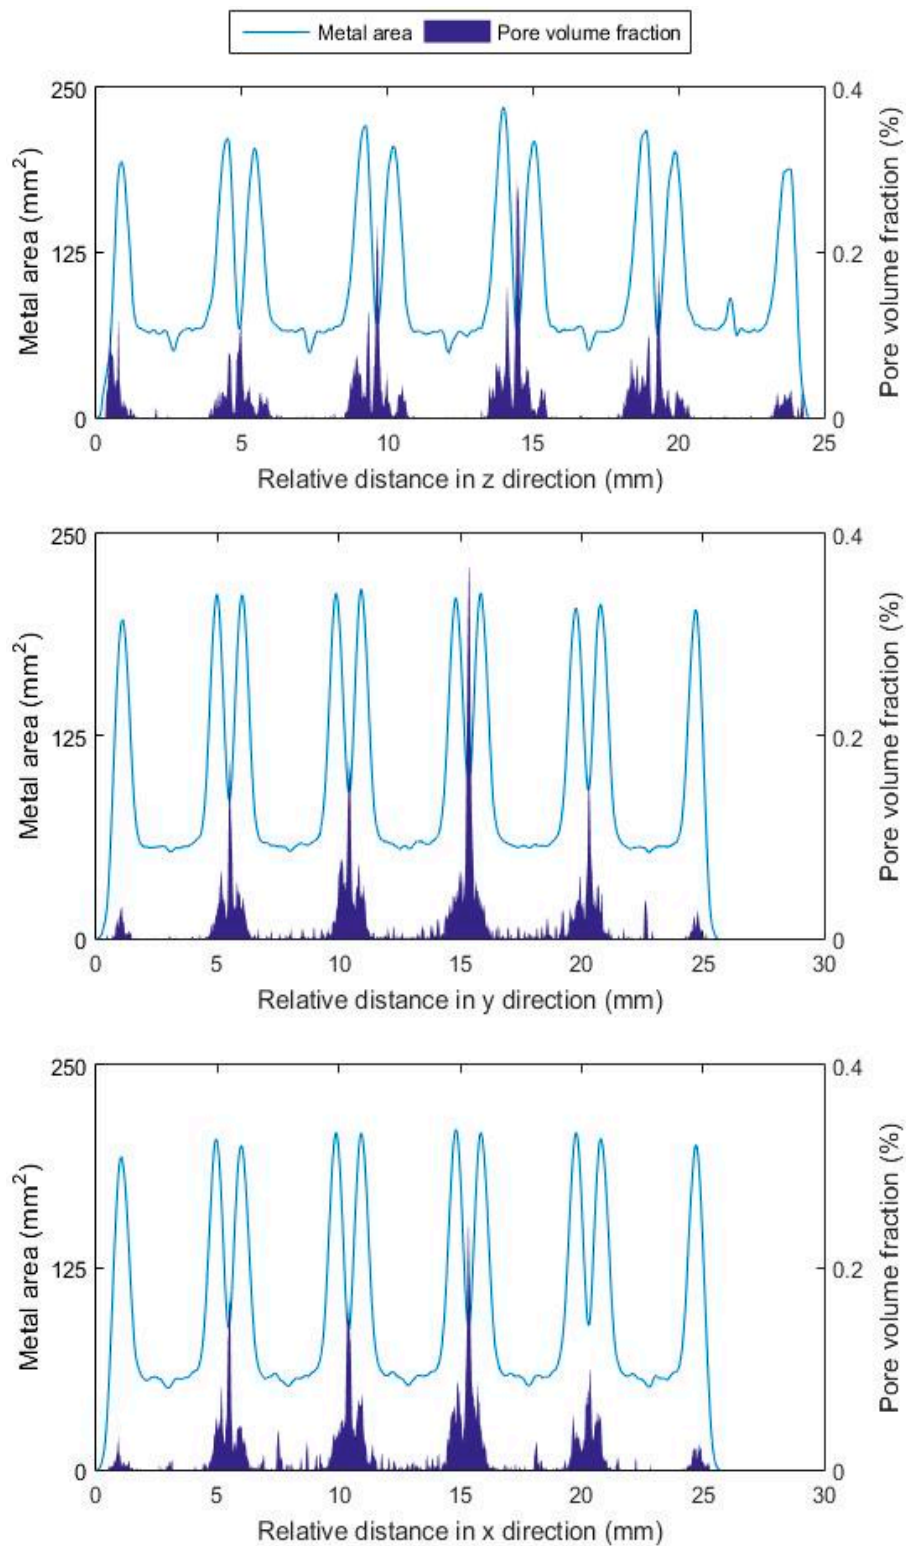 Metal area Pore volume fraction
250 0.4
Metal area (mm²)
Pore volume fraction (%)
125 0.2
0 0
0 5 10 15 20 25
Relative distance in z direction (mm)
250 0.4
Metal area (mm²)
Pore volume fraction (%)
125 0.2
0 0
0 5 10 15 20 25 30
Relative distance in y direction (mm)
250 0.4
Metal area (mm²)
Pore volume fraction (%)
125 0.2
0 0
0 5 10 15 20 25 30
Relative distance in x direction (mm)